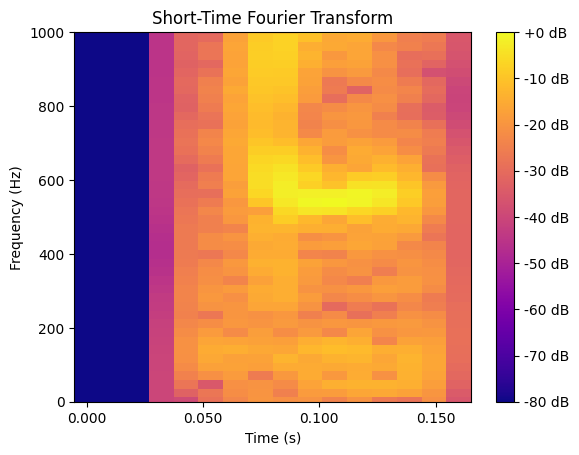 Short-Time Fourier Transform
Frequency (Hz)
1000
800
600
400
200
0
0.000
0.050
0.100
0.150
Time (s)
+0 dB
-10 dB
-20 dB
-30 dB
-40 dB
-50 dB
-60 dB
-70 dB
-80 dB